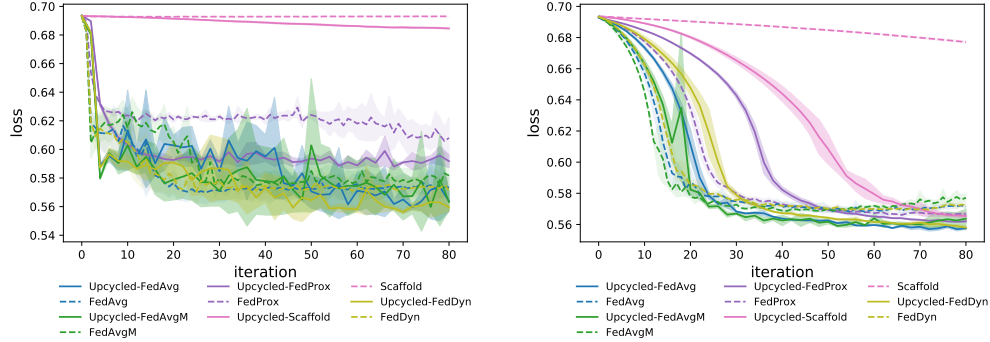 0.70
0.68
0.66
0.64
0.62
0.60
0.58
0.56
0.54
loss
0 10 20 30 40 50 60 70 80
iteration
Upcycled-FedAvg Upcycled-FedProx Scaffold
FedAvg FedProx Upcycled-FedDyn
Upcycled-FedAvgM Upcycled-Scaffold FedDyn
FedAvgM
0.70
0.68
0.66
0.64
0.62
0.60
0.58
0.56
loss
0 10 20 30 40 50 60 70 80
iteration
Upcycled-FedAvg Upcycled-FedProx Scaffold
FedAvg FedProx Upcycled-FedDyn
Upcycled-FedAvgM Upcycled-Scaffold FedDyn
FedAvgM